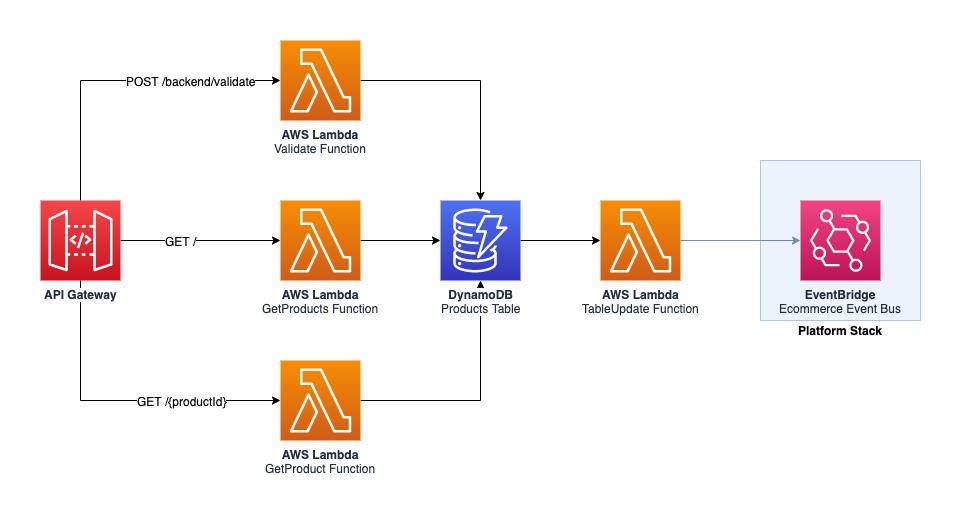 POST /backend/validate
AWS Lambda
Validate Function
API Gateway
GET /
AWS Lambda
GetProducts Function
DynamoDB
Products Table
AWS Lambda
TableUpdate Function
EventBridge
Ecommerce Event Bus
Platform Stack
GET /{productId}
AWS Lambda
GetProduct Function